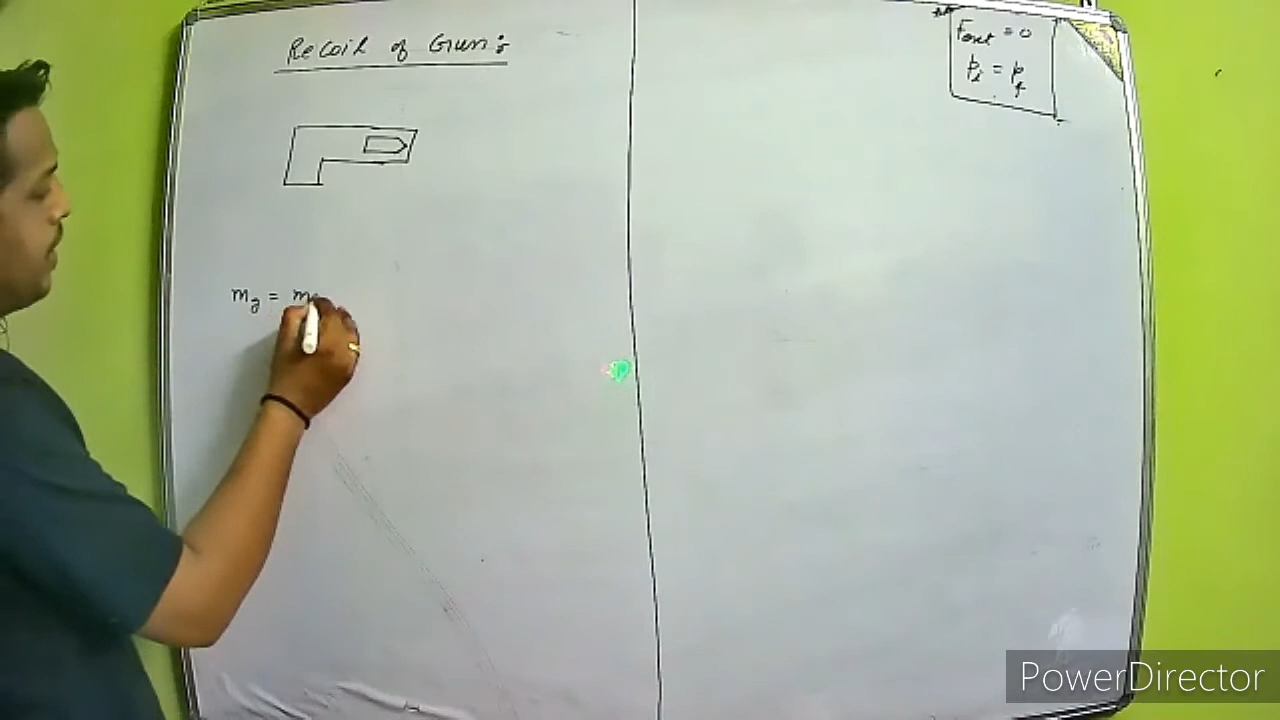 Recoil of Gun:
Fext = 0
pi = pf
mg = m
PowerDirector